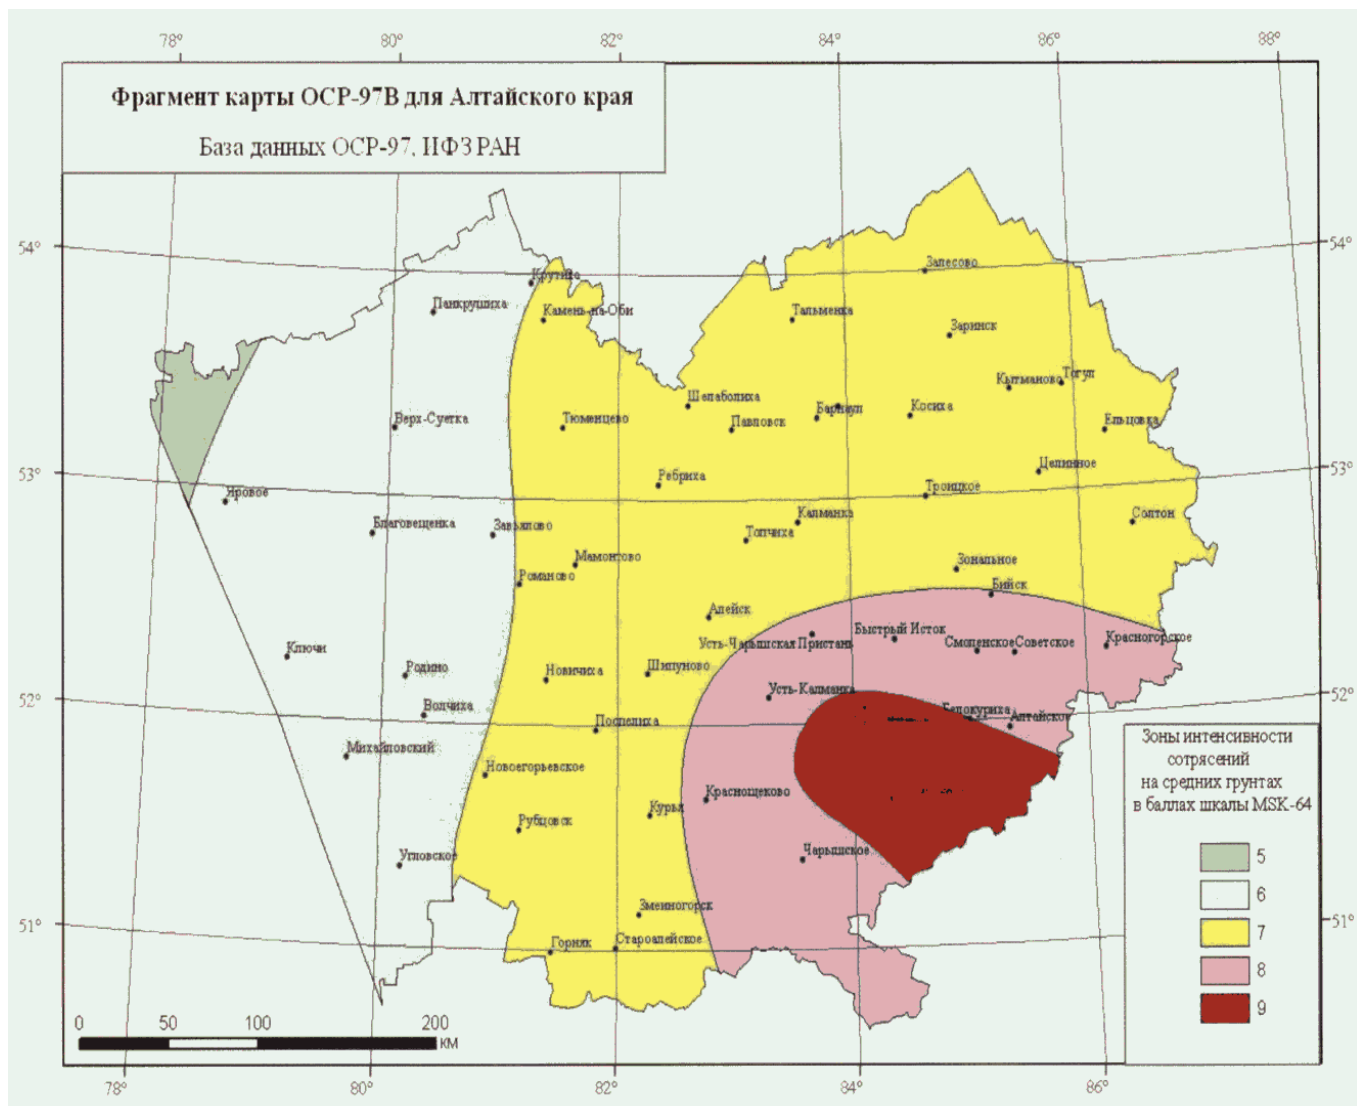 78° 80° 82° 84° 86° 88°
Фрагмент карты ОСР-97В для Алтайского края
База данных ОСР-97, ИФЗ РАН
54° 54°
Залесово
Крутиха
Панкрушиха
Камень-на-Оби
Тальменка
Заринск
Кытманово
Тогул
Шелаболиха
Верх-Суетка
Тюменцево
Павловск
Барнаул
Косиха
Ельцовка
53° 53°
Целинное
Ребриха
Троицкое
Яровое
Калманка
Солтон
Благовещенка
Завьялово
Топчиха
Мамонтово
Зональное
Романово
Бийск
Алейск
Быстрый Исток
Усть-Чарышская Пристань
Смоленское
Советское
Красногорское
Ключи
Родино
Новичиха
Шипуново
52° 52°
Усть-Калманка
Волчиха
Белокуриха
Алтайское
Поспелиха
Михайловский
Новоегорьевское
Краснощеково
Курья
Рубцовск
Чарышское
Угловское
Змеиногорск
51° 51°
Горняк
Староалейское
Зоны интенсивности
сотрясений
на средних грунтах
в баллах шкалы MSK-64
5
6
7
8
9
0 50 100 200
км
78° 80° 82° 84° 86°